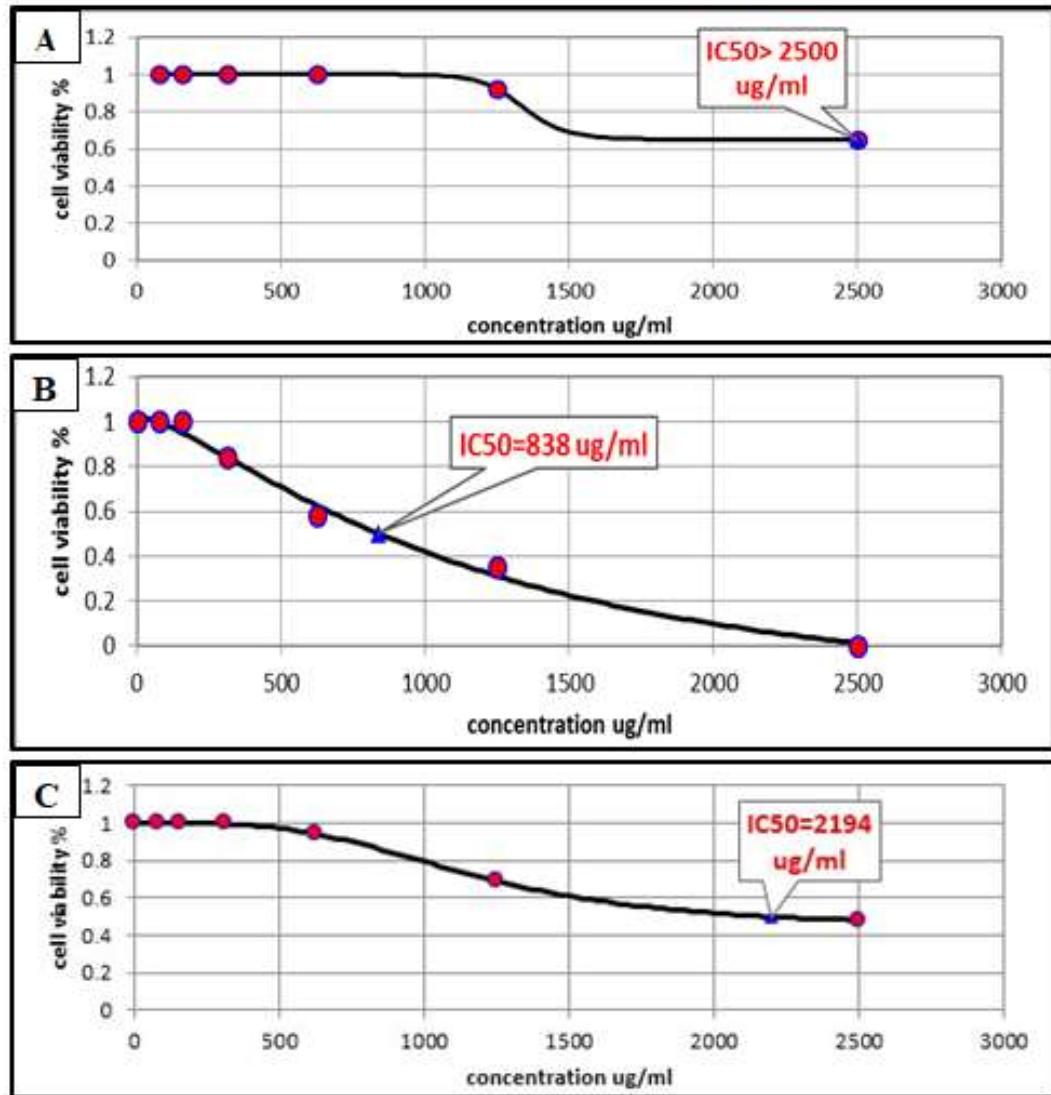 A
1.2
1
0.8
0.6
0.4
0.2
0
cell viability %
IC50> 2500
ug/ml
0 500 1000 1500 2000 2500 3000
concentration ug/ml
B
1.2
1
0.8
0.6
0.4
0.2
0
cell viability %
IC50=838 ug/ml
0 500 1000 1500 2000 2500 3000
concentration ug/ml
C
1.2
1
0.8
0.6
0.4
0.2
0
cell viability %
IC50=2194
ug/ml
0 500 1000 1500 2000 2500 3000
concentration ug/ml